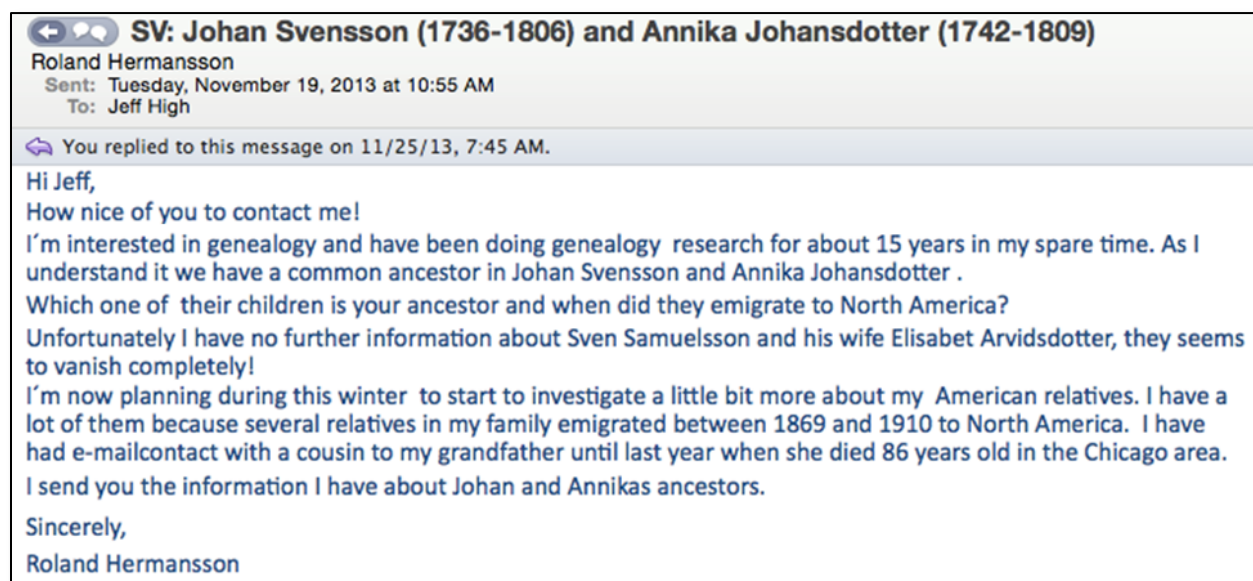 SV: Johan Svensson (1736-1806) and Annika Johansdotter (1742-1809)
Roland Hermansson
Sent: Tuesday, November 19, 2013 at 10:55 AM
To: Jeff High
You replied to this message on 11/25/13, 7:45 AM.
Hi Jeff,
How nice of you to contact me!
I´m interested in genealogy and have been doing genealogy  research for about 15 years in my spare time. As I
understand it we have a common ancestor in Johan Svensson and Annika Johansdotter .
Which one of  their children is your ancestor and when did they emigrate to North America?
Unfortunately I have no further information about Sven Samuelsson and his wife Elisabet Arvidsdotter, they seems
to vanish completely!
I´m now planning during this winter  to start to investigate a little bit more about my  American relatives. I have a
lot of them because several relatives in my family emigrated between 1869 and 1910 to North America.  I have
had e-mailcontact with a cousin to my grandfather until last year when she died 86 years old in the Chicago area.
I send you the information I have about Johan and Annikas ancestors.
Sincerely,
Roland Hermansson